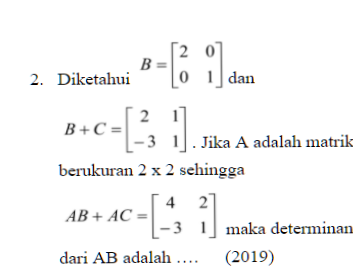 2. Diketahui B = [2 0; 0 1] dan
B + C = [2 1; −3 1]. Jika A adalah matrik
berukuran 2 x 2 sehingga
AB + AC = [4 2; −3 1] maka determinan
dari AB adalah .... (2019)